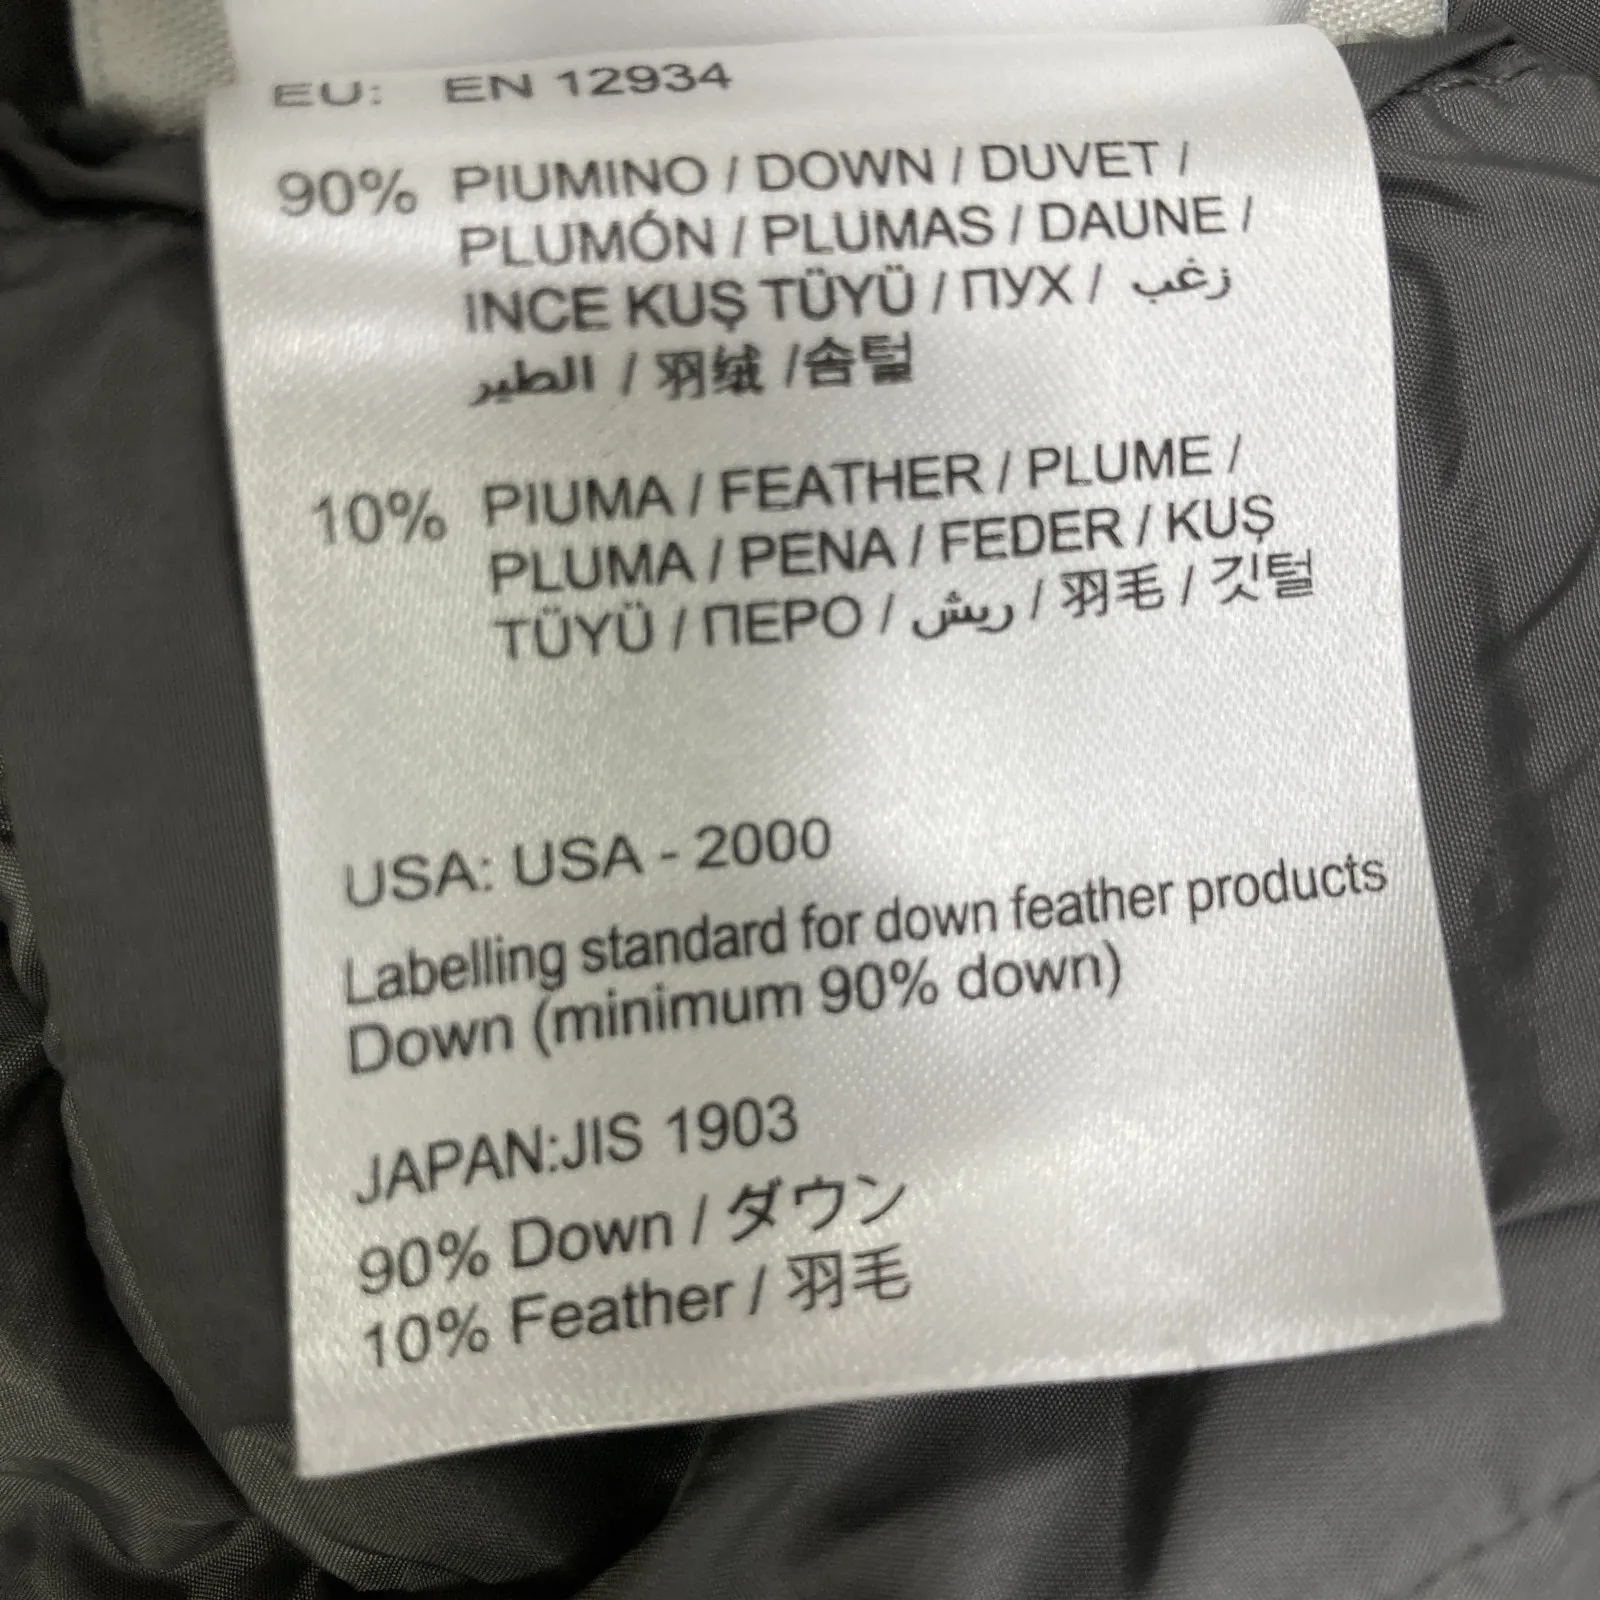 EU: EN 12934
90% PIUMINO / DOWN / DUVET /
PLUMÓN / PLUMAS / DAUNE /
INCE KUŞ TÜYÜ / ПУХ / زغب
الطير / 羽绒 /솜털
10% PIUMA / FEATHER / PLUME /
PLUMA / PENA / FEDER / KUŞ
TÜYÜ / ПЕРО / ريش / 羽毛 / 깃털
USA: USA - 2000
Labelling standard for down feather products
Down (minimum 90% down)
JAPAN:JIS 1903
90% Down / ダウン
10% Feather / 羽毛